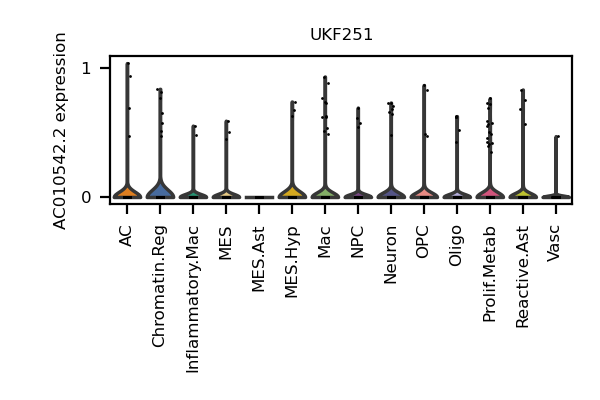 UKF251
AC010542.2 expression
1
0
AC
Chromatin.Reg
Inflammatory.Mac
MES
MES.Ast
MES.Hyp
Mac
NPC
Neuron
OPC
Oligo
Prolif.Metab
Reactive.Ast
Vasc